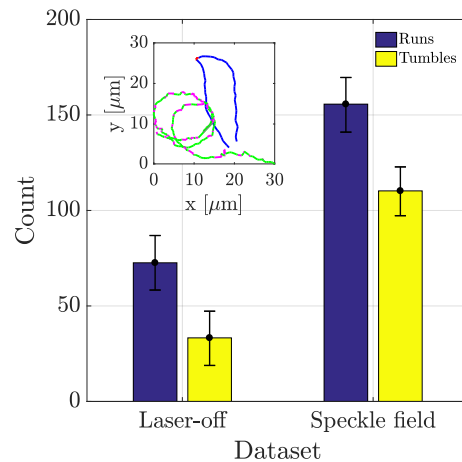 200
150
100
50
0
Count
30
20
10
0
y [μm]
0 10 20 30
x [μm]
Runs
Tumbles
Laser-off Speckle field
Dataset